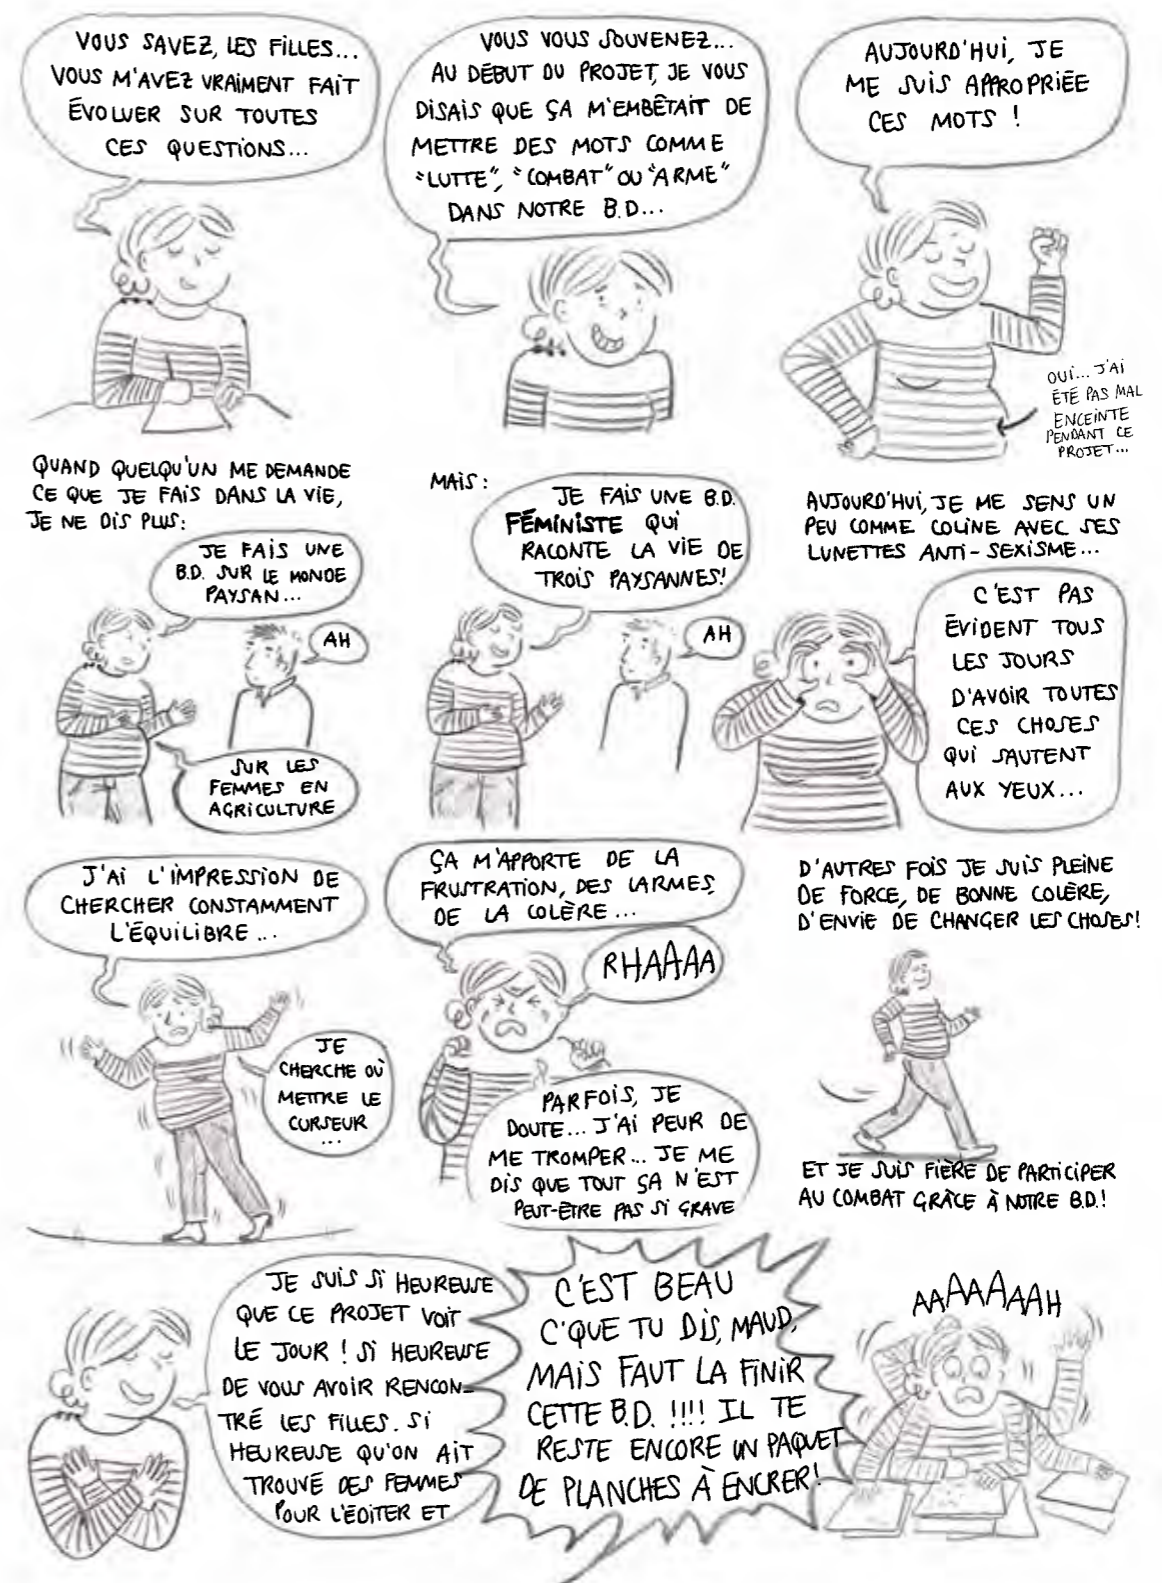 VOUS SAVEZ, LES FILLES...
VOUS M'AVEZ VRAIMENT FAIT
ÉVOLUER SUR TOUTES
CES QUESTIONS...
VOUS VOUS SOUVENEZ...
AU DÉBUT DU PROJET, JE VOUS
DISAIS QUE ÇA M'EMBÊTAIT DE
METTRE DES MOTS COMME
"LUTTE", "COMBAT" OU "ARME"
DANS NOTRE B.D...
AUJOURD'HUI, JE
ME SUIS APPROPRIÉE
CES MOTS !
OUI... J'AI
ÉTÉ PAS MAL
ENCEINTE
PENDANT CE
PROJET...
QUAND QUELQU'UN ME DEMANDE
CE QUE JE FAIS DANS LA VIE,
JE NE DIS PLUS:
JE FAIS UNE
B.D. SUR LE MONDE
PAYSAN...
AH
SUR LES
FEMMES EN
AGRICULTURE
MAIS :
JE FAIS UNE B.D.
FÉMINISTE QUI
RACONTE LA VIE DE
TROIS PAYSANNES!
AH
AUJOURD'HUI, JE ME SENS UN
PEU COMME COLINE AVEC SES
LUNETTES ANTI-SEXISME...
C'EST PAS
ÉVIDENT TOUS
LES JOURS
D'AVOIR TOUTES
CES CHOSES
QUI SAUTENT
AUX YEUX...
J'AI L'IMPRESSION DE
CHERCHER CONSTAMMENT
L'ÉQUILIBRE...
JE
CHERCHE OÙ
METTRE LE
CURSEUR
...
ÇA M'APPORTE DE LA
FRUSTRATION, DES LARMES,
DE LA COLÈRE...
RHAAAAA
PARFOIS, JE
DOUTE... J'AI PEUR DE
ME TROMPER... JE ME
DIS QUE TOUT ÇA N'EST
PEUT-ÊTRE PAS SI GRAVE
D'AUTRES FOIS JE SUIS PLEINE
DE FORCE, DE BONNE COLÈRE,
D'ENVIE DE CHANGER LES CHOSES!
ET JE SUIS FIÈRE DE PARTICIPER
AU COMBAT GRÂCE À NOTRE B.D.!
JE SUIS SI HEUREUSE
QUE CE PROJET VOIT
LE JOUR ! SI HEUREUSE
DE VOUS AVOIR RENCON-
TRÉ LES FILLES. SI
HEUREUSE QU'ON AIT
TROUVÉ DES FEMMES
POUR L'ÉDITER ET
C'EST BEAU
C'QUE TU DIS, MAUD,
MAIS FAUT LA FINIR
CETTE B.D. !!!! IL TE
RESTE ENCORE UN PAQUET
DE PLANCHES À ENCRER!
AAAAAAAH